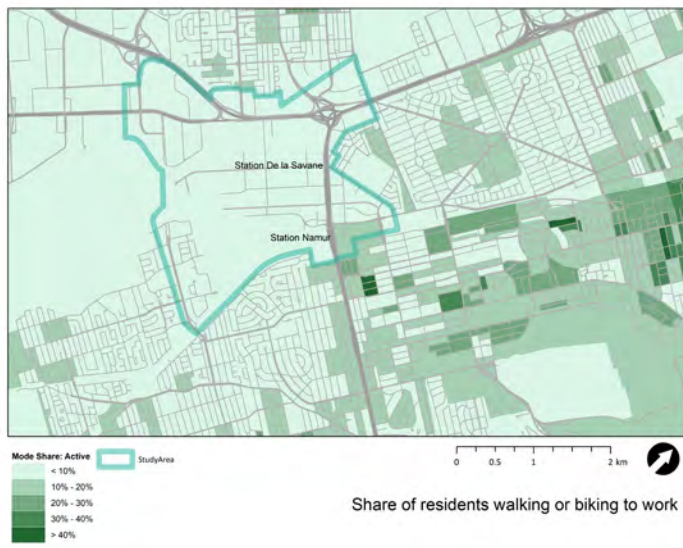 Station De la Savane
Station Namur
Mode Share: Active
StudyArea
< 10%
10% - 20%
20% - 30%
30% - 40%
> 40%
0 0.5 1 2 km
Share of residents walking or biking to work